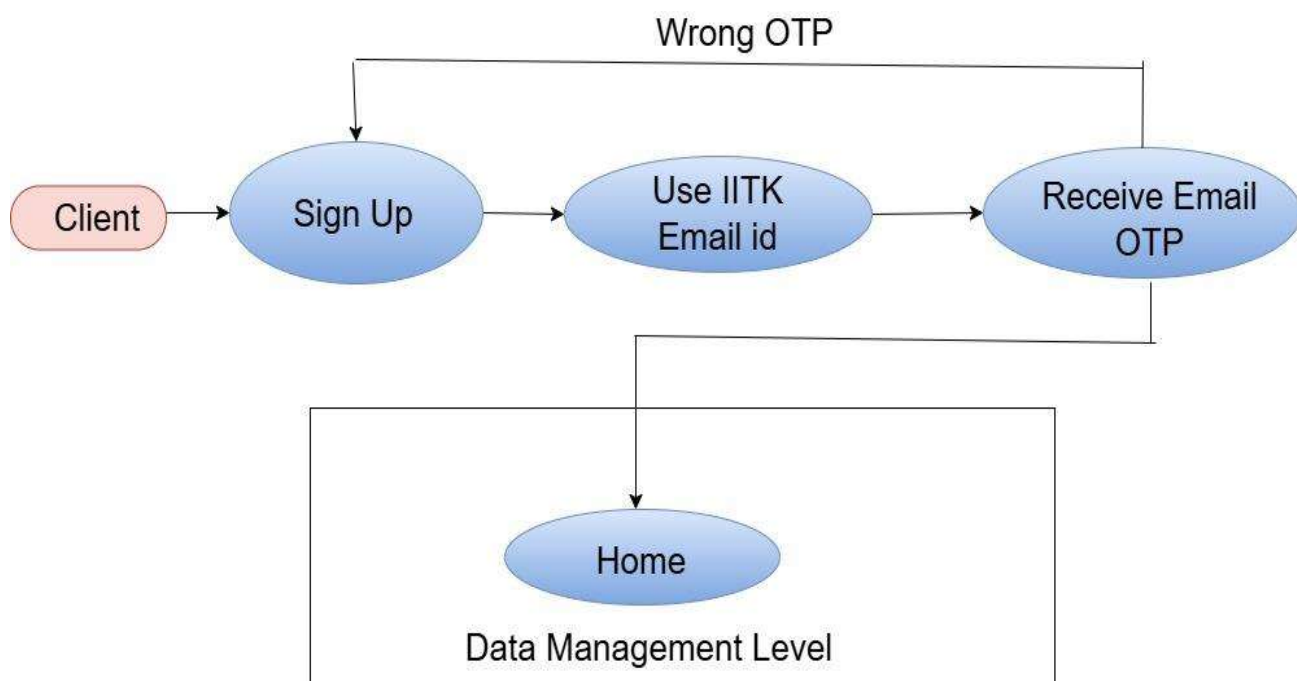 Wrong OTP
Client
Sign Up
Use IITK
Email id
Receive Email
OTP
Home
Data Management Level